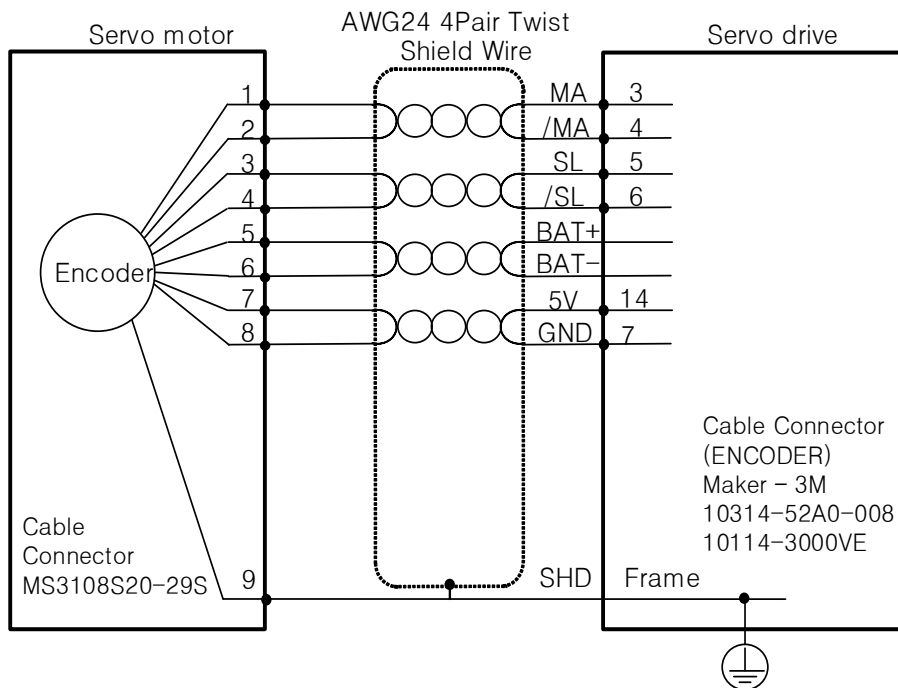 Servo motor
AWG24 4Pair Twist
Shield Wire
Servo drive
1
MA
3
2
/MA
4
3
SL
5
4
/SL
6
5
BAT+
6
BAT-
7
5V
14
8
GND
7
Encoder
Cable Connector
(ENCODER)
Maker - 3M
10314-52A0-008
10114-3000VE
Cable
Connector
MS3108S20-29S
9
SHD
Frame